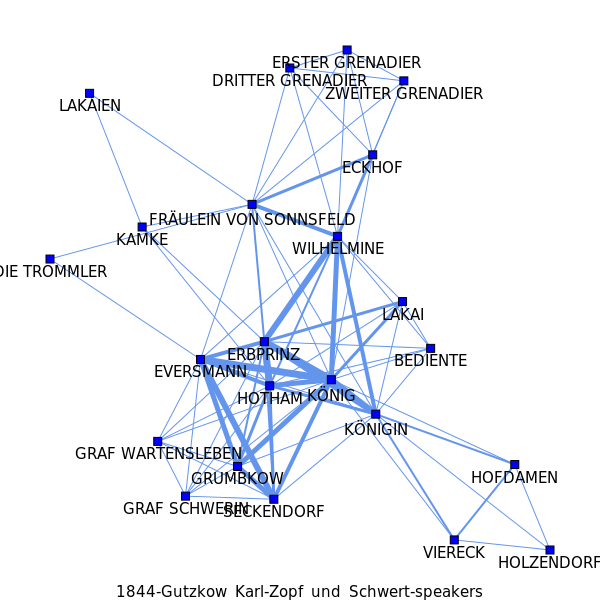 ERSTER GRENADIER
DRITTER GRENADIER
ZWEITER GRENADIER
LAKAIEN
ECKHOF
FRÄULEIN VON SONNSFELD
KAMKE
WILHELMINE
DIE TROMMLER
LAKAI
ERBPRINZ
BEDIENTE
EVERSMANN
KÖNIG
HOTHAM
KÖNIGIN
GRAF WARTENSLEBEN
GRUMBKOW
HOFDAMEN
GRAF SCHWERIN
SECKENDORF
VIERECK
HOLZENDORF
1844-Gutzkow Karl-Zopf und Schwert-speakers